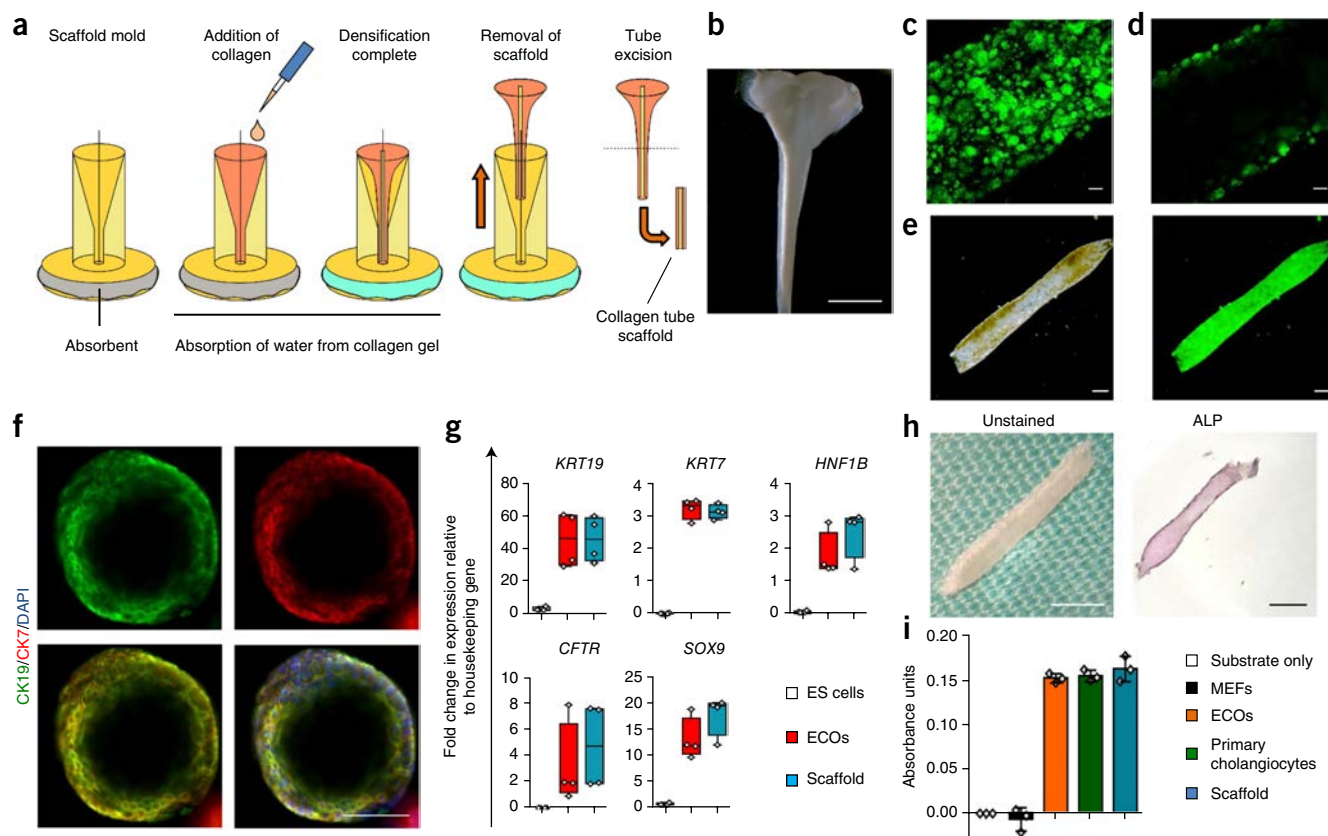 a
Scaffold mold
Addition of
collagen
Densification
complete
Removal of
scaffold
Tube
excision
Absorbent
Absorption of water from collagen gel
Collagen tube
scaffold
b
c
d
e
f
CK19/CK7/DAPI
g
Fold change in expression relative
to housekeeping gene
KRT19
80
60
40
20
0
KRT7
4
3
2
1
0
HNF1B
4
3
2
1
0
CFTR
8
6
4
2
0
SOX9
25
20
15
10
5
0
ES cells
ECOs
Scaffold
h
Unstained
ALP
i
Absorbance units
0.20
0.15
0.10
0.05
0.00
Substrate only
MEFs
ECOs
Primary
cholangiocytes
Scaffold